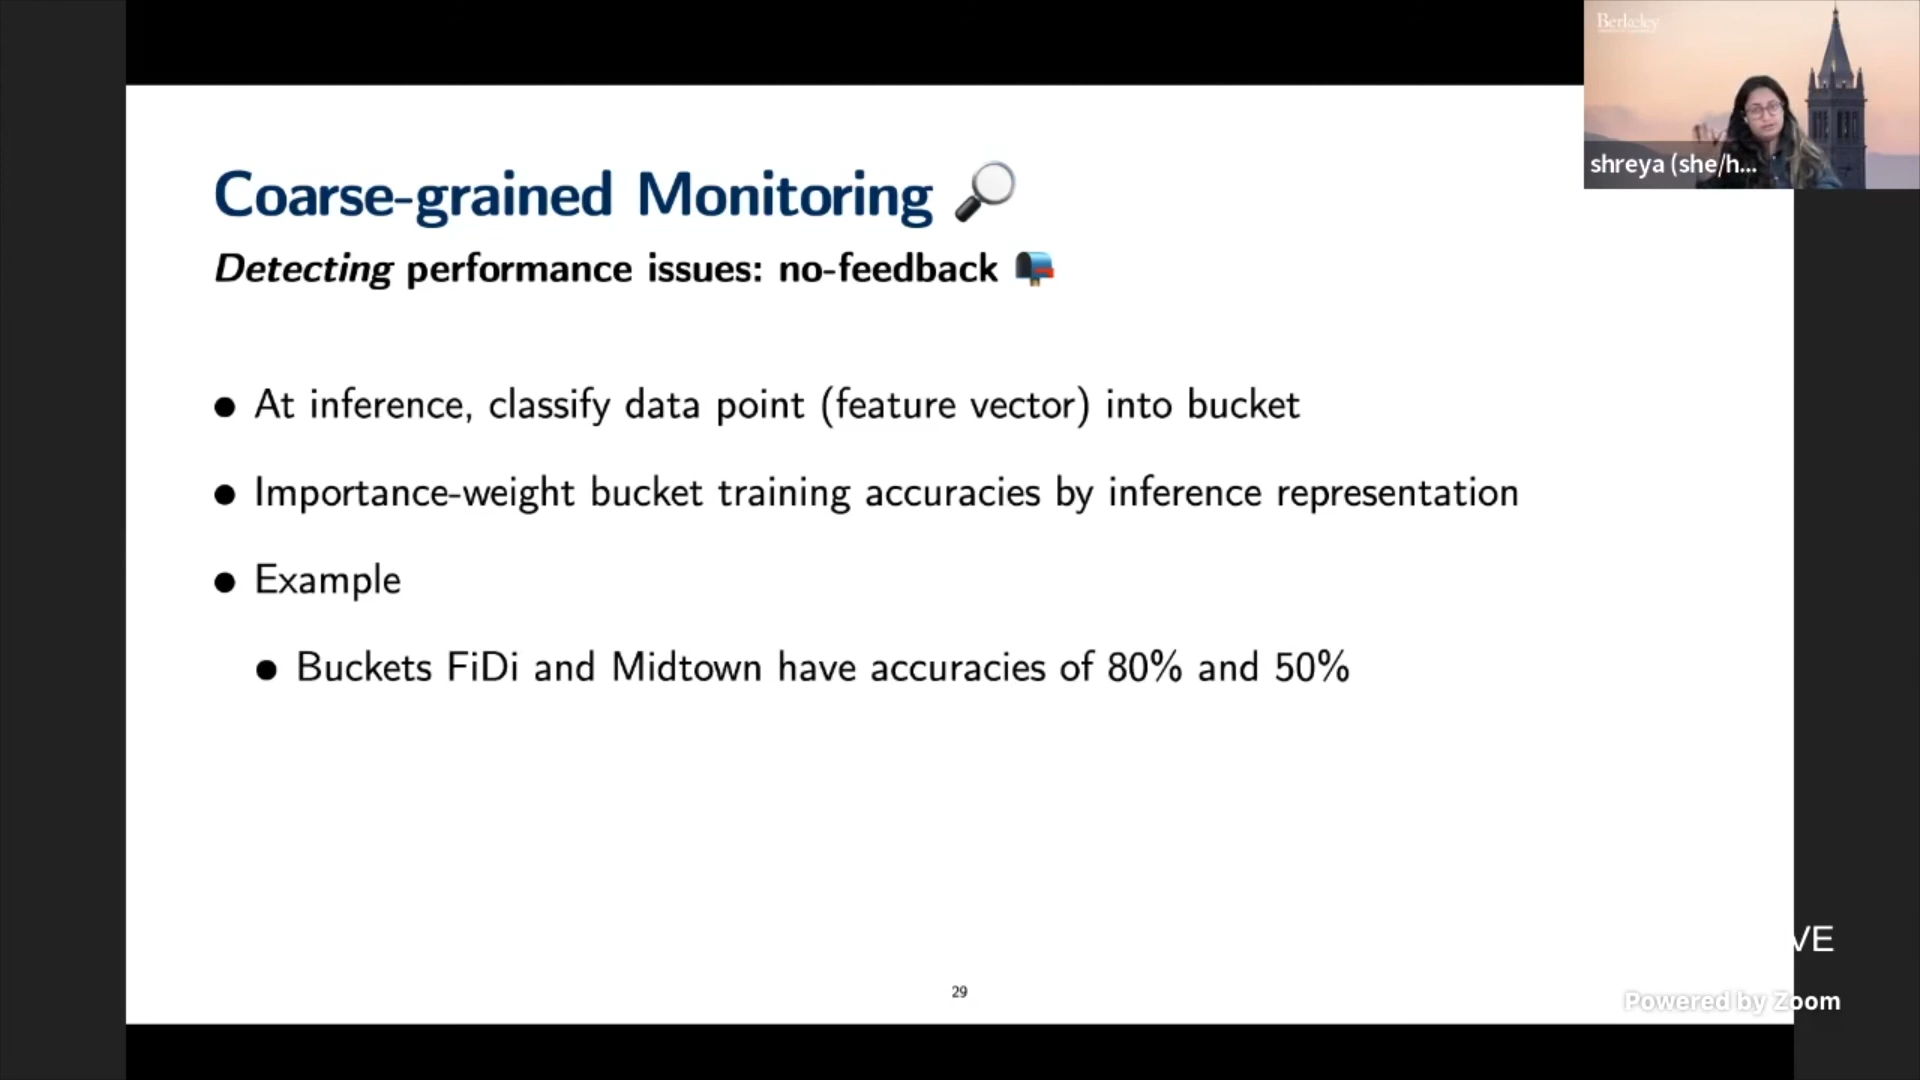 Berkeley
shreya (she/h...
Coarse-grained Monitoring
Detecting performance issues: no-feedback
● At inference, classify data point (feature vector) into bucket
● Importance-weight bucket training accuracies by inference representation
● Example
● Buckets FiDi and Midtown have accuracies of 80% and 50%
VE
29
Powered by Zoom